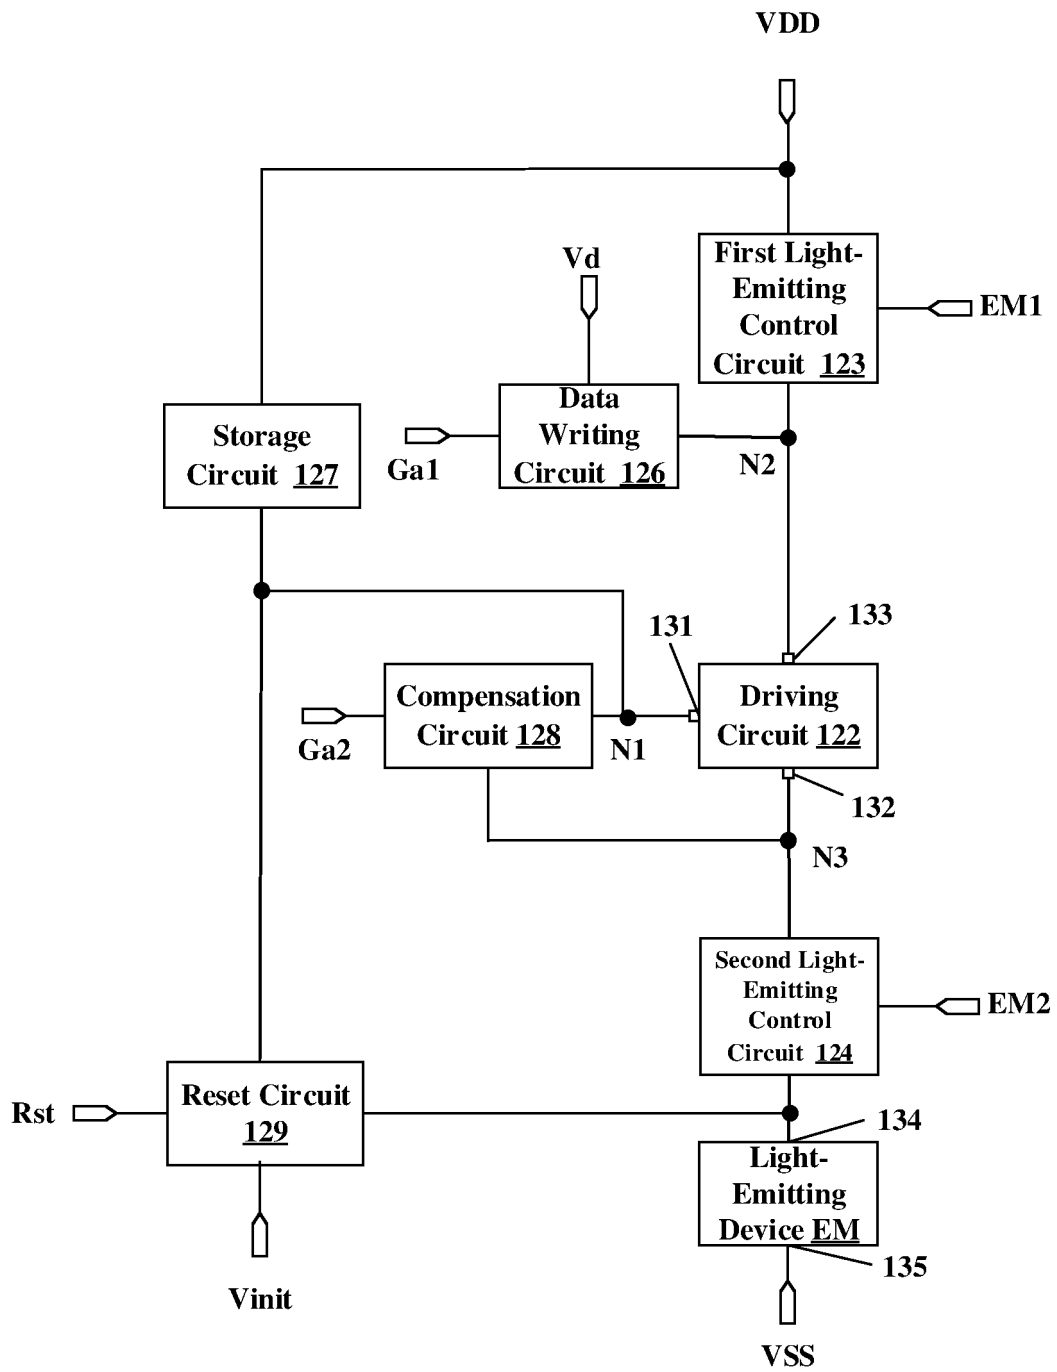 VDD
First Light-
Emitting
Control
Circuit 123
EM1
Vd
Data
Writing
Circuit 126
Ga1
N2
Storage
Circuit 127
133
131
Compensation
Circuit 128
Ga2
N1
Driving
Circuit 122
132
N3
Second Light-
Emitting
Control
Circuit 124
EM2
Reset Circuit
129
Rst
134
Light-
Emitting
Device EM
135
Vinit
VSS